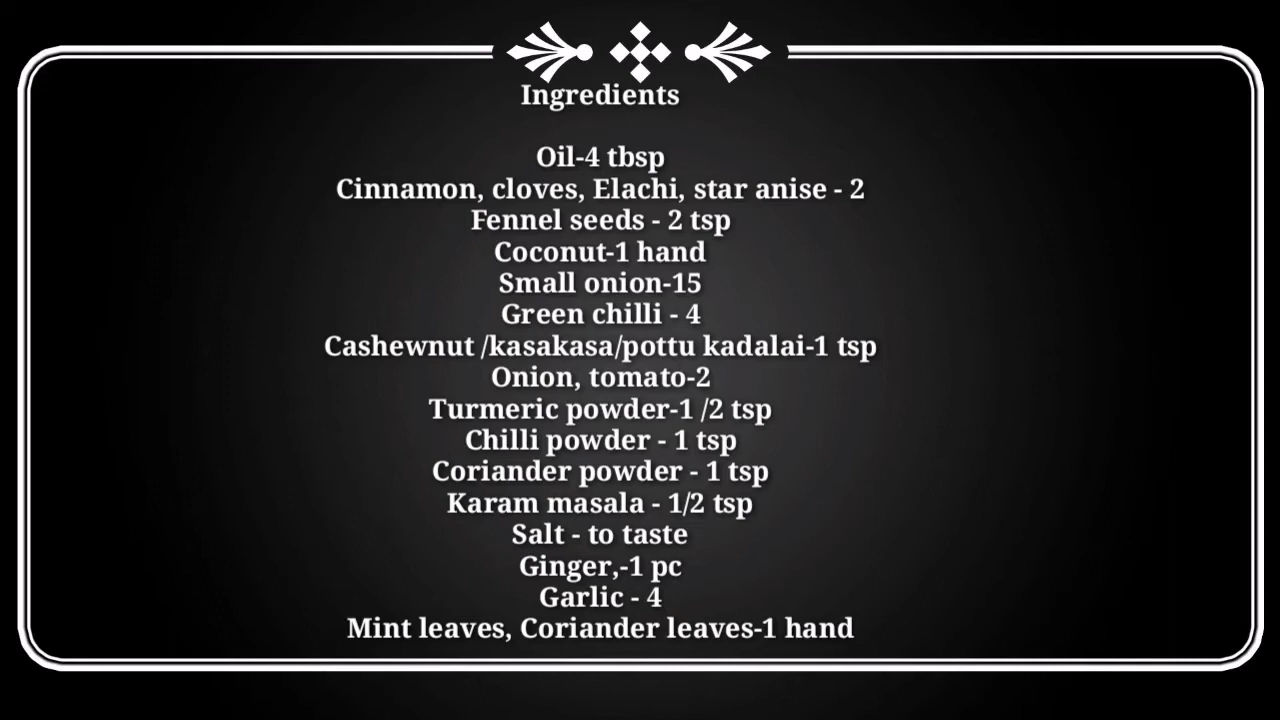 Ingredients
Oil-4 tbsp
Cinnamon, cloves, Elachi, star anise - 2
Fennel seeds - 2 tsp
Coconut-1 hand
Small onion-15
Green chilli - 4
Cashewnut /kasakasa/pottu kadalai-1 tsp
Onion, tomato-2
Turmeric powder-1 /2 tsp
Chilli powder - 1 tsp
Coriander powder - 1 tsp
Karam masala - 1/2 tsp
Salt - to taste
Ginger,-1 pc
Garlic - 4
Mint leaves, Coriander leaves-1 hand